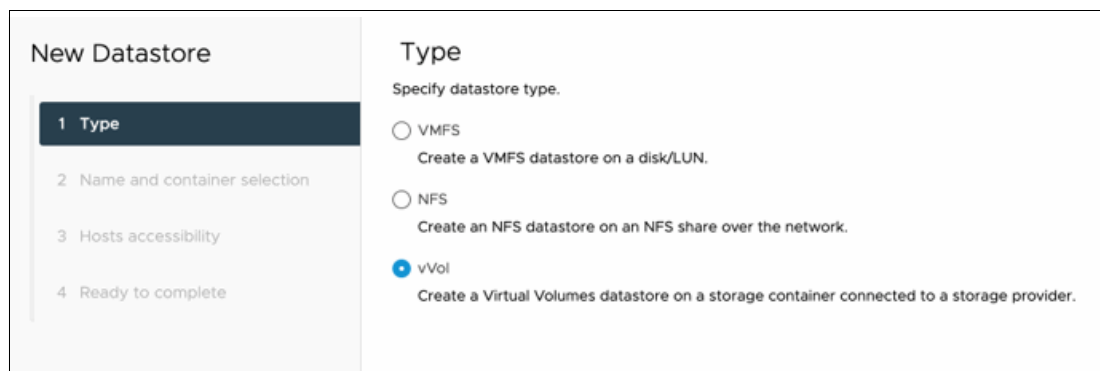 New Datastore
1 Type
2 Name and container selection
3 Hosts accessibility
4 Ready to complete
Type
Specify datastore type.
VMFS
Create a VMFS datastore on a disk/LUN.
NFS
Create an NFS datastore on an NFS share over the network.
vVol
Create a Virtual Volumes datastore on a storage container connected to a storage provider.